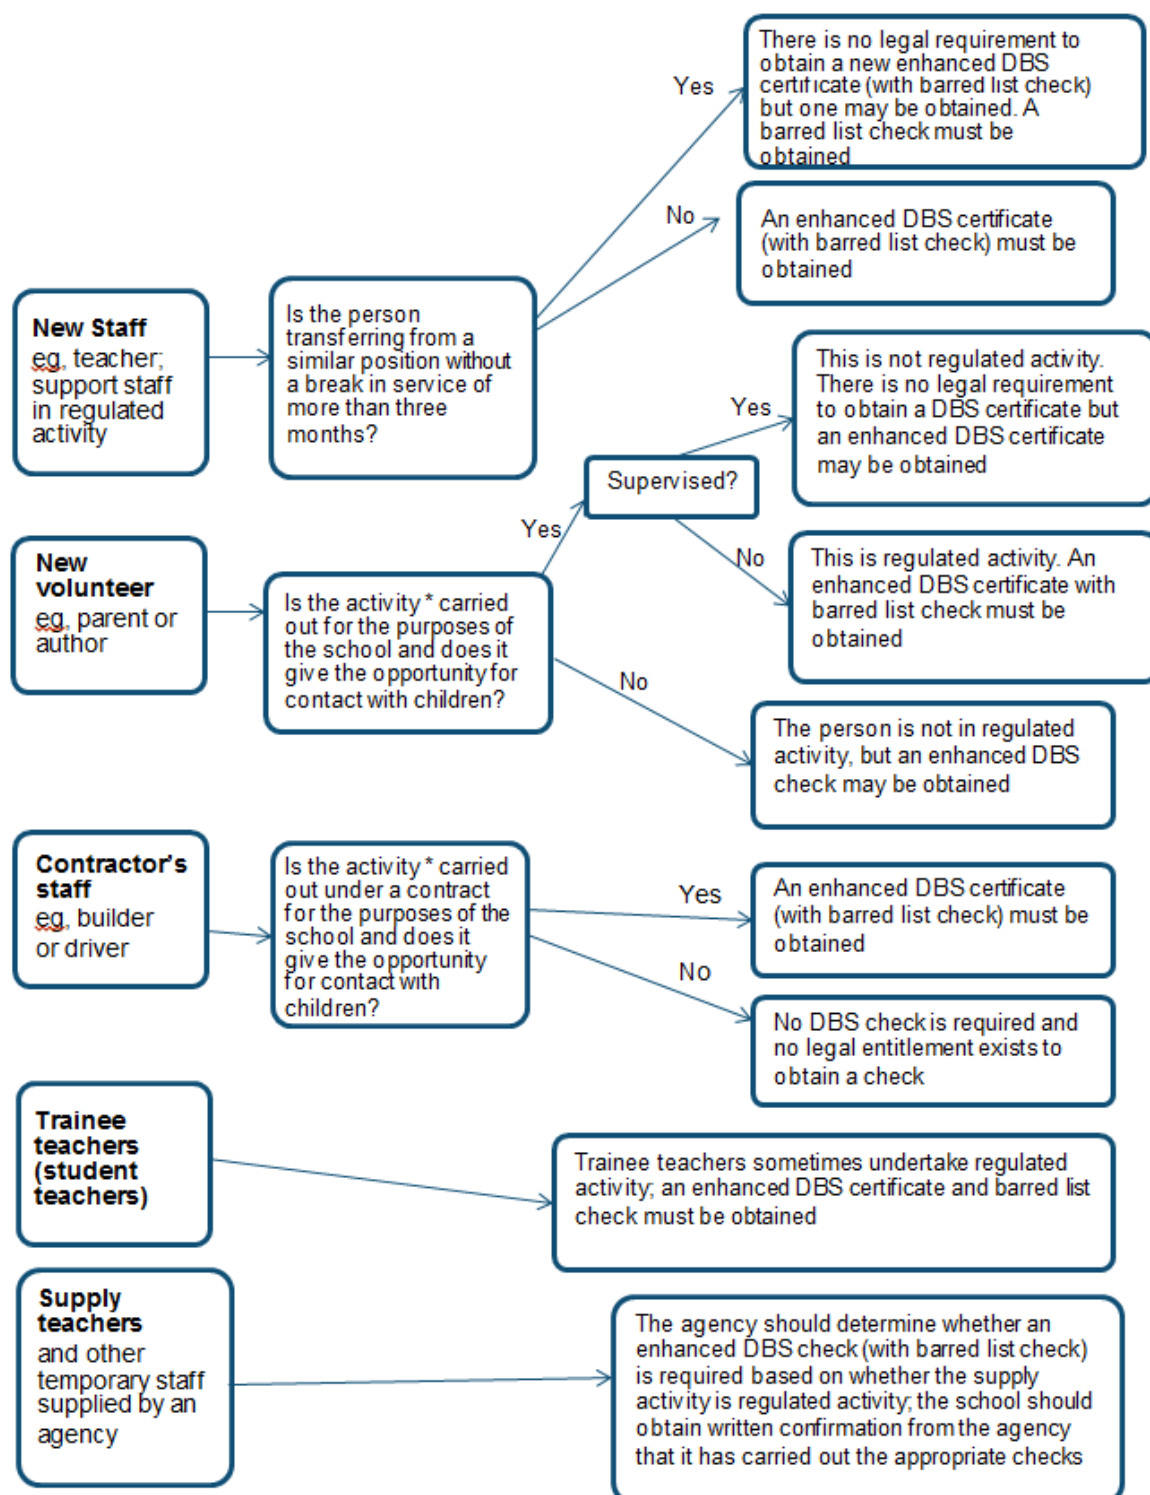 There is no legal requirement to
obtain a new enhanced DBS
certificate (with barred list check)
but one may be obtained. A
barred list check must be
obtained
Yes
No
An enhanced DBS certificate
(with barred list check) must be
obtained
New Staff
eg, teacher;
support staff
in regulated
activity
Is the person
transferring from a
similar position without
a break in service of
more than three
months?
This is not regulated activity.
There is no legal requirement
to obtain a DBS certificate but
an enhanced DBS certificate
may be obtained
Yes
Supervised?
Yes
No
This is regulated activity. An
enhanced DBS certificate with
barred list check must be
obtained
New
volunteer
eg, parent or
author
Is the activity * carried
out for the purposes of
the school and does it
give the opportunity for
contact with children?
No
The person is not in regulated
activity, but an enhanced DBS
check may be obtained
Contractor's
staff
eg, builder
or driver
Is the activity * carried
out under a contract
for the purposes of the
school and does it
give the opportunity
for contact with
children?
Yes
An enhanced DBS certificate
(with barred list check) must be
obtained
No
No DBS check is required and
no legal entitlement exists to
obtain a check
Trainee
teachers
(student
teachers)
Trainee teachers sometimes undertake regulated
activity; an enhanced DBS certificate and barred list
check must be obtained
Supply
teachers
and other
temporary staff
supplied by an
agency
The agency should determine whether an
enhanced DBS check (with barred list check)
is required based on whether the supply
activity is regulated activity; the school should
obtain written confirmation from the agency
that it has carried out the appropriate checks